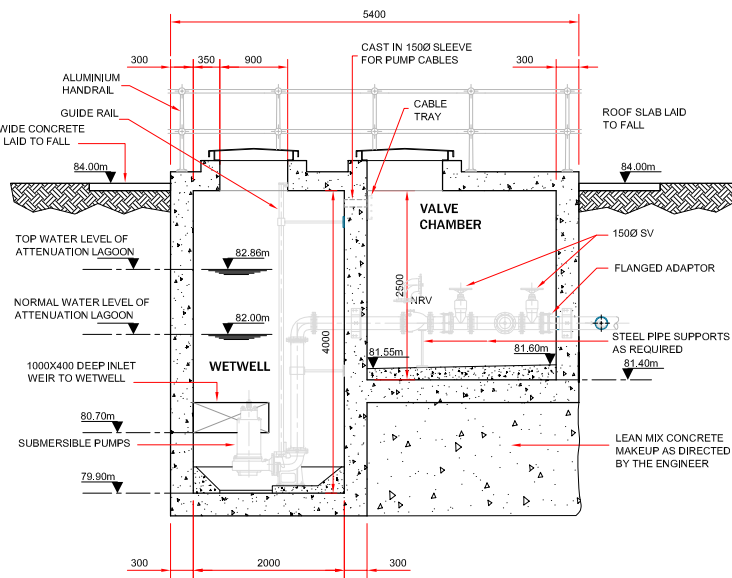 5400
300
350
900
300
CAST IN 150Ø SLEEVE
FOR PUMP CABLES
ALUMINIUM
HANDRAIL
GUIDE RAIL
CABLE
TRAY
ROOF SLAB LAID
TO FALL
WIDE CONCRETE
LAID TO FALL
84.00m
84.00m
VALVE
CHAMBER
150Ø SV
TOP WATER LEVEL OF
ATTENUATION LAGOON
82.86m
FLANGED ADAPTOR
2500
NRV
NORMAL WATER LEVEL OF
ATTENUATION LAGOON
82.00m
4000
STEEL PIPE SUPPORTS
AS REQUIRED
WETWELL
81.55m
81.60m
81.40m
1000X400 DEEP INLET
WEIR TO WETWELL
80.70m
SUBMERSIBLE PUMPS
LEAN MIX CONCRETE
MAKEUP AS DIRECTED
BY THE ENGINEER
79.90m
300
2000
300